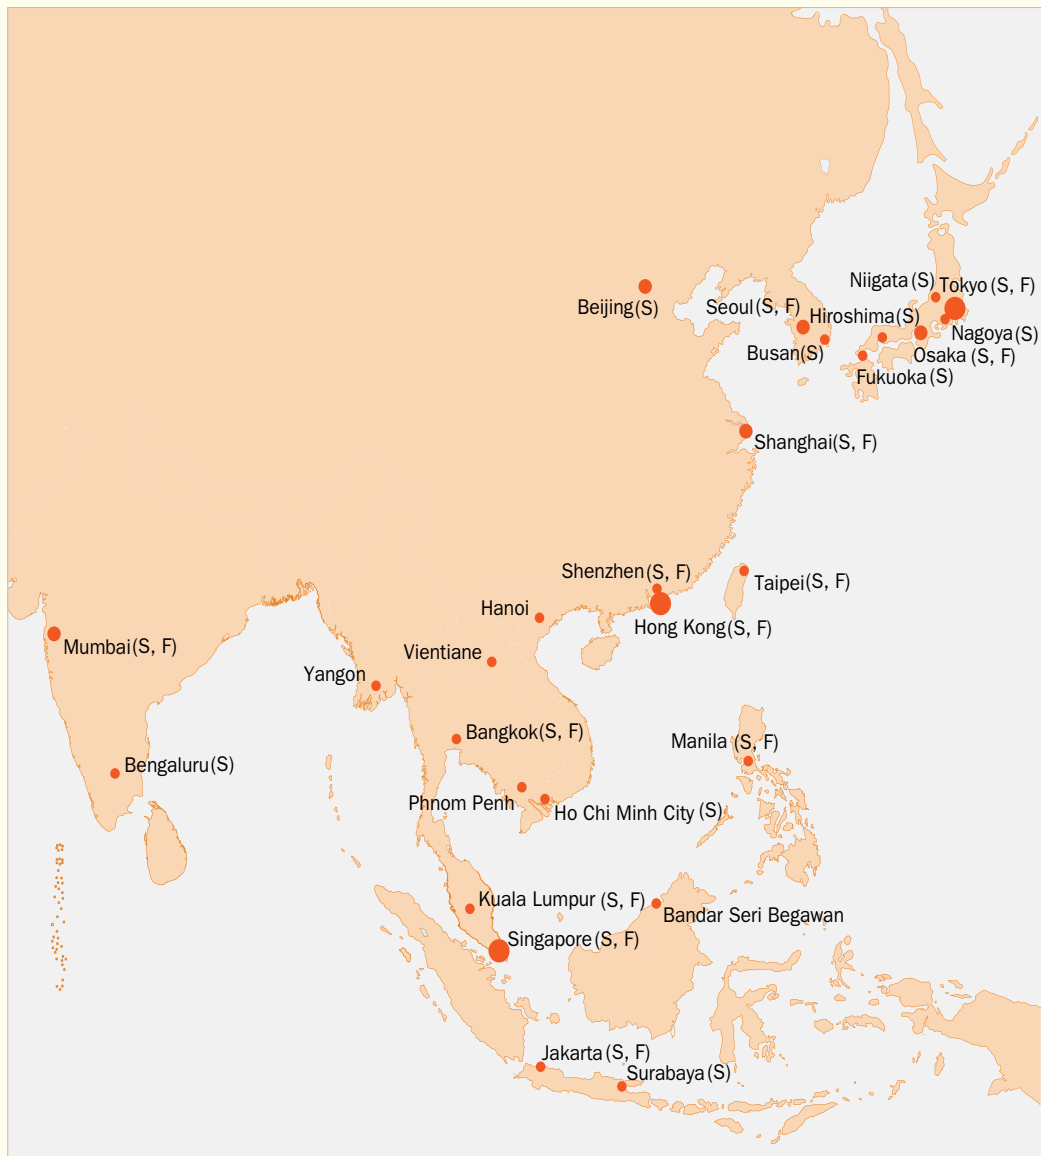 Niigata (S)
Tokyo (S, F)
Beijing (S)
Seoul (S, F)
Hiroshima (S)
Nagoya (S)
Busan (S)
Osaka (S, F)
Fukuoka (S)
Shanghai (S, F)
Shenzhen (S, F)
Taipei (S, F)
Hanoi
Hong Kong (S, F)
Mumbai (S, F)
Vientiane
Yangon
Bangkok (S, F)
Manila (S, F)
Bengaluru (S)
Phnom Penh
Ho Chi Minh City (S)
Kuala Lumpur (S, F)
Bandar Seri Begawan
Singapore (S, F)
Jakarta (S, F)
Surabaya (S)